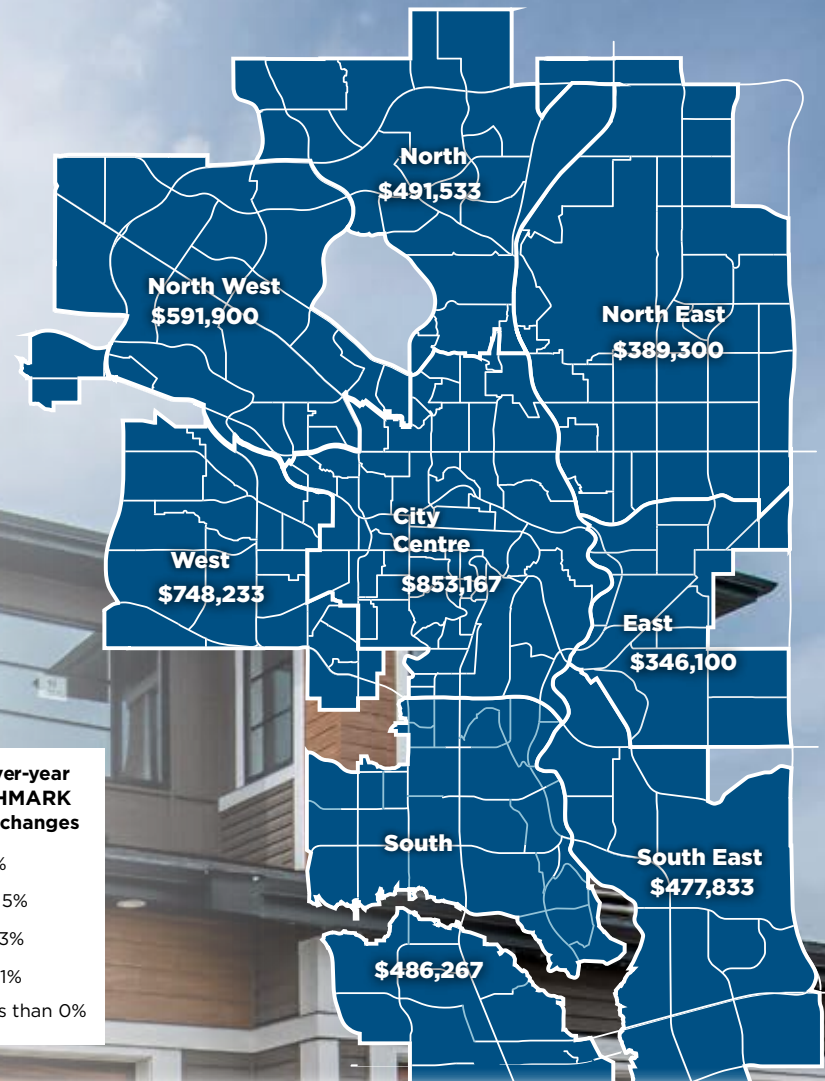 North
$491,533
North West
$591,900
North East
$389,300
City
Centre
$853,167
West
$748,233
East
$346,100
South
$486,267
South East
$477,833
er-year
HMARK
changes
%
5%
3%
1%
s than 0%